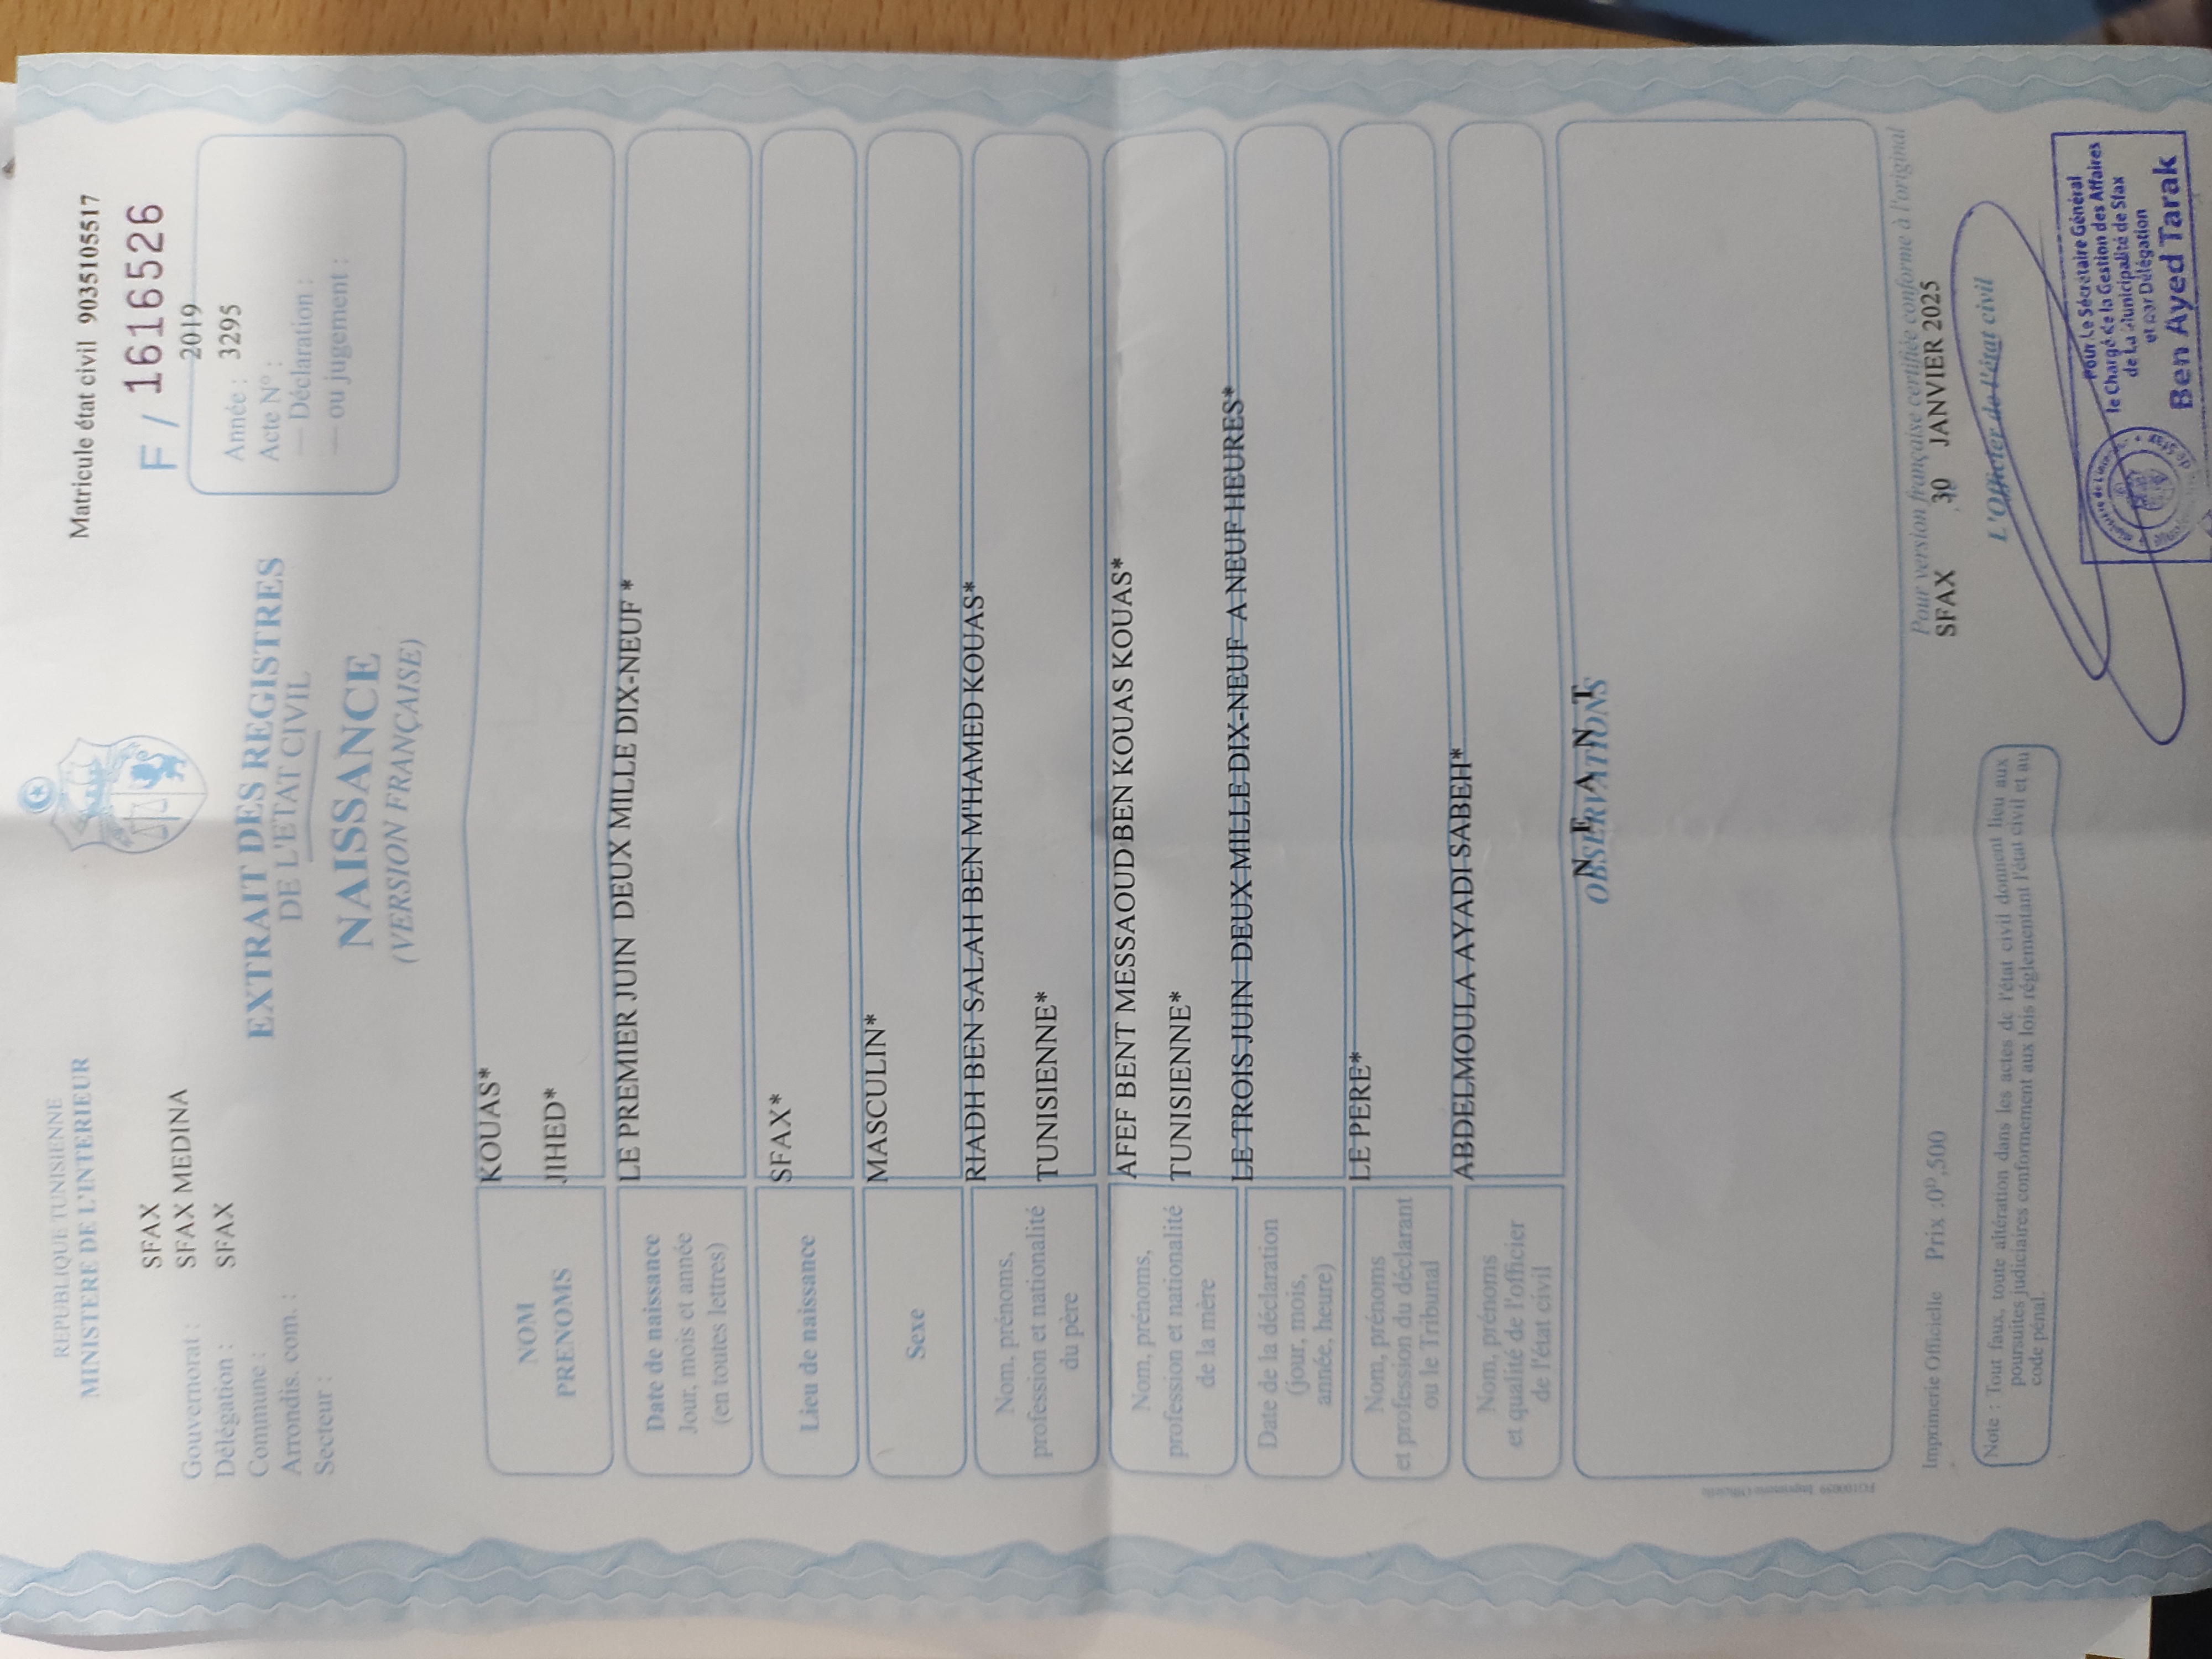 REPUBLIQUE TUNISIENNE
MINISTERE DE L'INTERIEUR
SFAX
Gouvernorat : SFAX MEDINA
Délégation : SFAX
Commune :
Arrondis. com. :
Secteur :
Matricule état civil 9035105517
F / 1616526
2019
Année : 3295
Acte N° :
— Déclaration :
— ou jugement :
EXTRAIT DES REGISTRES
DE L'ETAT CIVIL
NAISSANCE
(VERSION FRANÇAISE)
NOM KOUAS*
PRENOMS JIHED*
Date de naissance
Jour, mois et année
(en toutes lettres)
LE PREMIER JUIN DEUX MILLE DIX-NEUF *
Lieu de naissance
SFAX*
Sexe
MASCULIN*
Nom, prénoms,
profession et nationalité
du père
RIADH BEN SALAH BEN M'HAMED KOUAS*
TUNISIENNE*
Nom, prénoms,
profession et nationalité
de la mère
AFEF BENT MESSAOUD BEN KOUAS KOUAS*
TUNISIENNE*
Date de la déclaration
(jour, mois,
année, heure)
LE TROIS JUIN DEUX MILLE DIX-NEUF A NEUF HEURES*
Nom, prénoms
et profession du déclarant
ou le Tribunal
LE PERE*
Nom, prénoms
et qualité de l'officier
de l'état civil
ABDELMOULA AYADI SABEH*
N E A N T
OBSERVATIONS
Imprimerie Officielle Prix : 0D,500
Pour version française certifiée conforme à l'original
SFAX 30 JANVIER 2025
L'Officier de l'état civil
Note : Tout faux, toute altération dans les actes de l'état civil donnent lieu aux
poursuites judiciaires conformement aux lois réglementant l'état civil et au
code pénal.
Pour Le Sécrétaire Général
le Chargé de la Gestion des Affaires
de La Municipalité de Sfax
et par Délégation
Ben Ayed Tarak